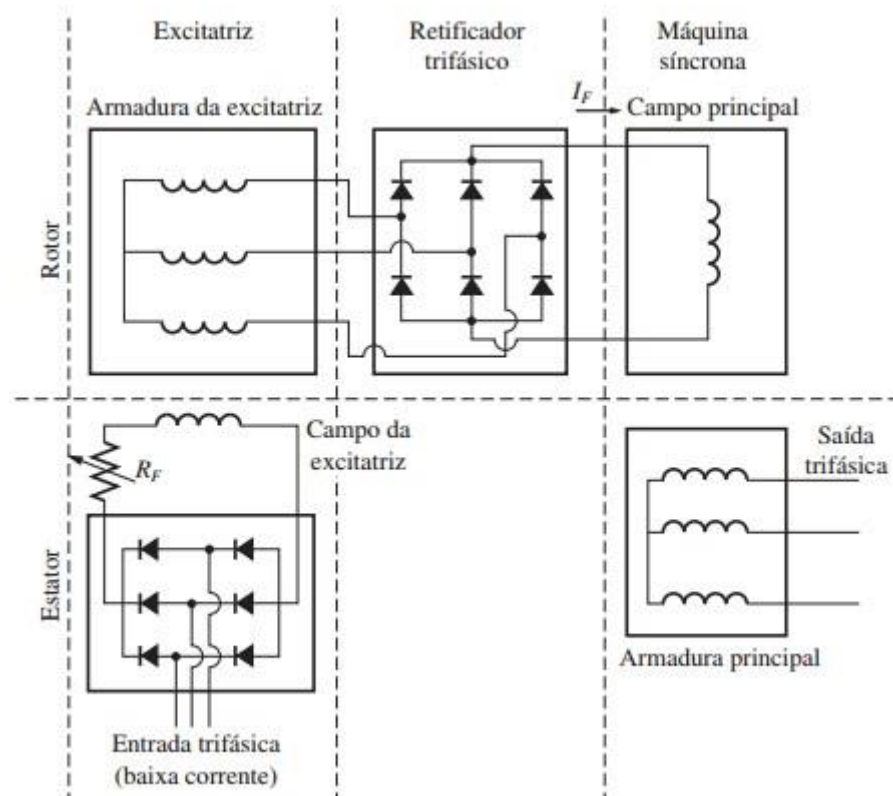 Excitatriz
Retificador
trifásico
Máquina
síncrona
Armadura da excitatriz
I_F
Campo principal
Rotor
Campo da
excitatriz
R_F
Saída
trifásica
Estator
Armadura principal
Entrada trifásica
(baixa corrente)